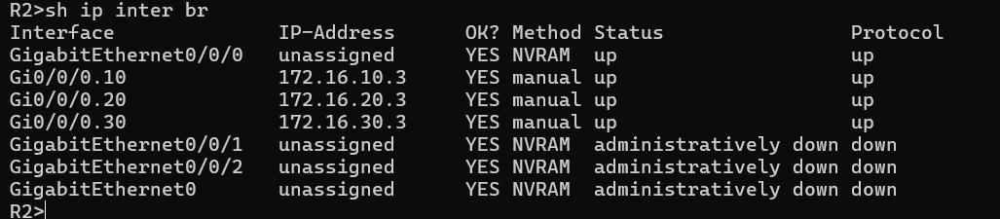 R2>sh ip inter br
Interface              IP-Address      OK? Method Status                Protocol
GigabitEthernet0/0/0   unassigned      YES NVRAM  up                    up
Gi0/0/0.10             172.16.10.3     YES manual up                    up
Gi0/0/0.20             172.16.20.3     YES manual up                    up
Gi0/0/0.30             172.16.30.3     YES manual up                    up
GigabitEthernet0/0/1   unassigned      YES NVRAM  administratively down down
GigabitEthernet0/0/2   unassigned      YES NVRAM  administratively down down
GigabitEthernet0       unassigned      YES NVRAM  administratively down down
R2>